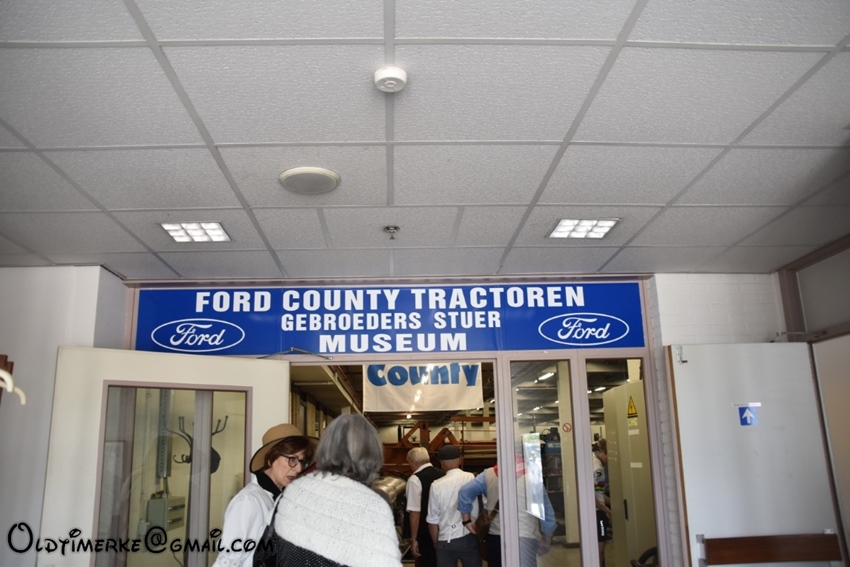 FORD COUNTY TRACTOREN
GEBROEDERS STUER
MUSEUM
Ford
Ford
County
OLDTIMERKE@GMAIL.COM